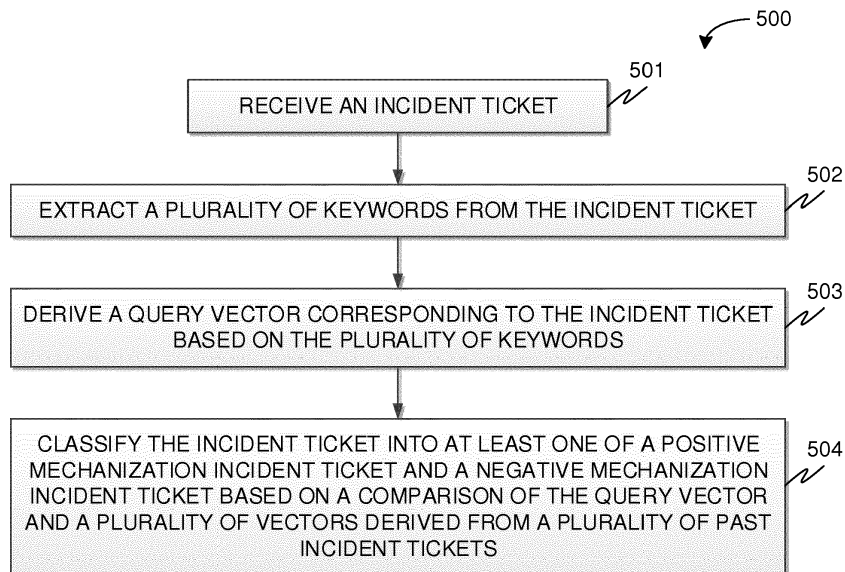 500
501
RECEIVE AN INCIDENT TICKET
502
EXTRACT A PLURALITY OF KEYWORDS FROM THE INCIDENT TICKET
503
DERIVE A QUERY VECTOR CORRESPONDING TO THE INCIDENT TICKET
BASED ON THE PLURALITY OF KEYWORDS
504
CLASSIFY THE INCIDENT TICKET INTO AT LEAST ONE OF A POSITIVE
MECHANIZATION INCIDENT TICKET AND A NEGATIVE MECHANIZATION
INCIDENT TICKET BASED ON A COMPARISON OF THE QUERY VECTOR
AND A PLURALITY OF VECTORS DERIVED FROM A PLURALITY OF PAST
INCIDENT TICKETS